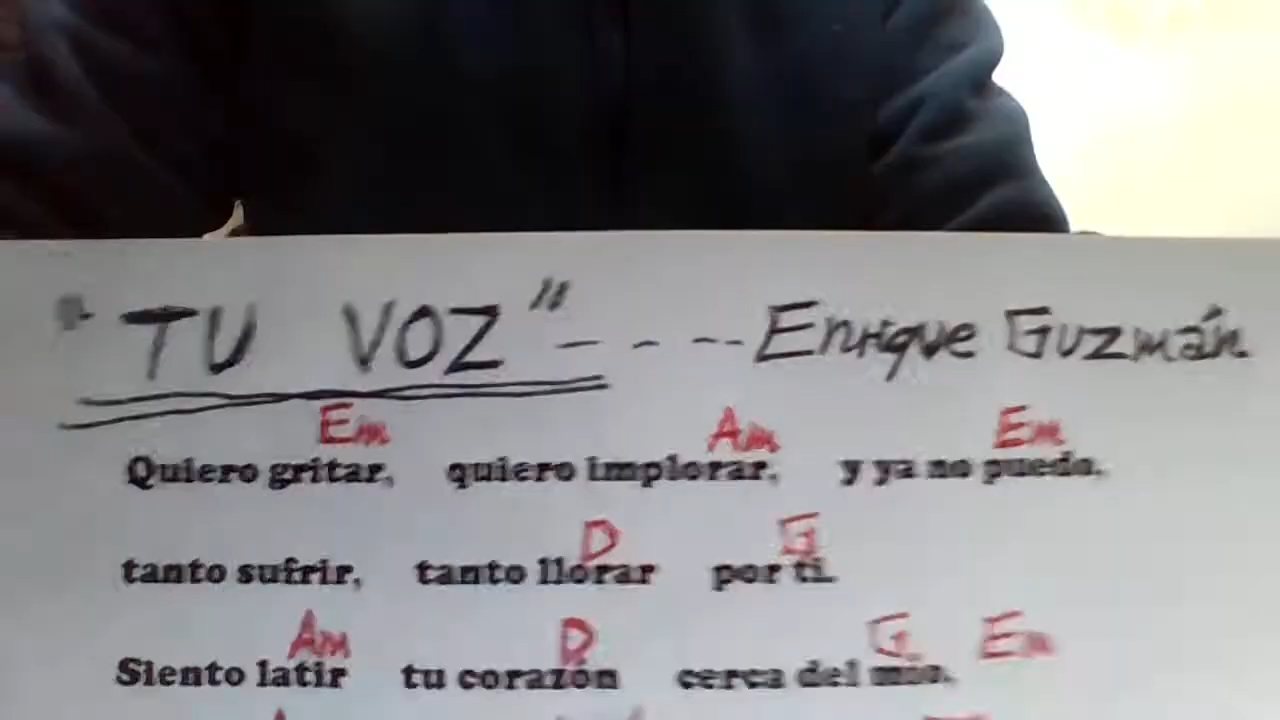 "TU VOZ" - - - - Enrique Guzmán
Em Am Em
Quiero gritar, quiero implorar, y ya no puedo,
D G
tanto sufrir, tanto llorar por ti.
Am D G Em
Siento latir tu corazón cerca del mio.